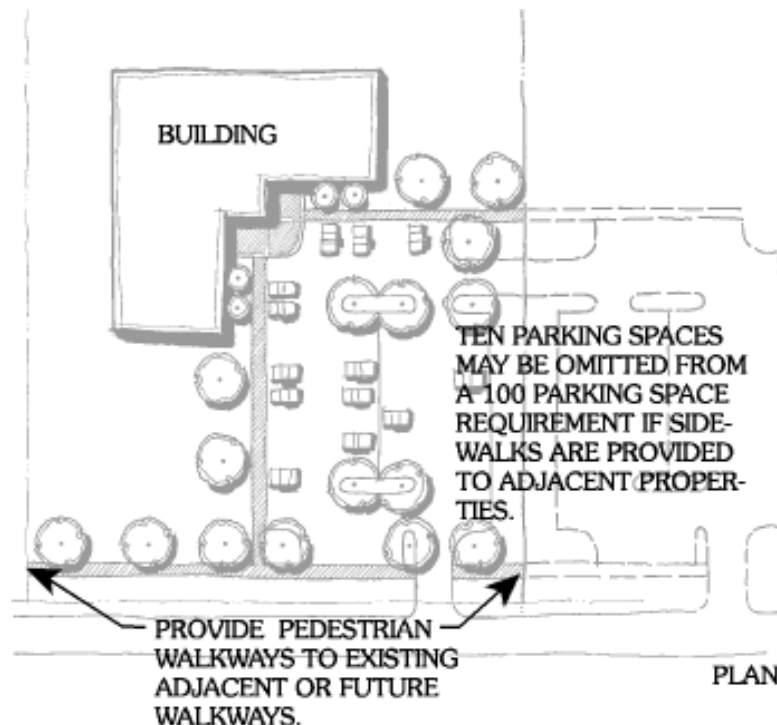 BUILDING
TEN PARKING SPACES
MAY BE OMITTED FROM
A 100 PARKING SPACE
REQUIREMENT IF SIDE-
WALKS ARE PROVIDED
TO ADJACENT PROPER-
TIES.
PROVIDE PEDESTRIAN
WALKWAYS TO EXISTING
ADJACENT OR FUTURE
WALKWAYS.
PLAN